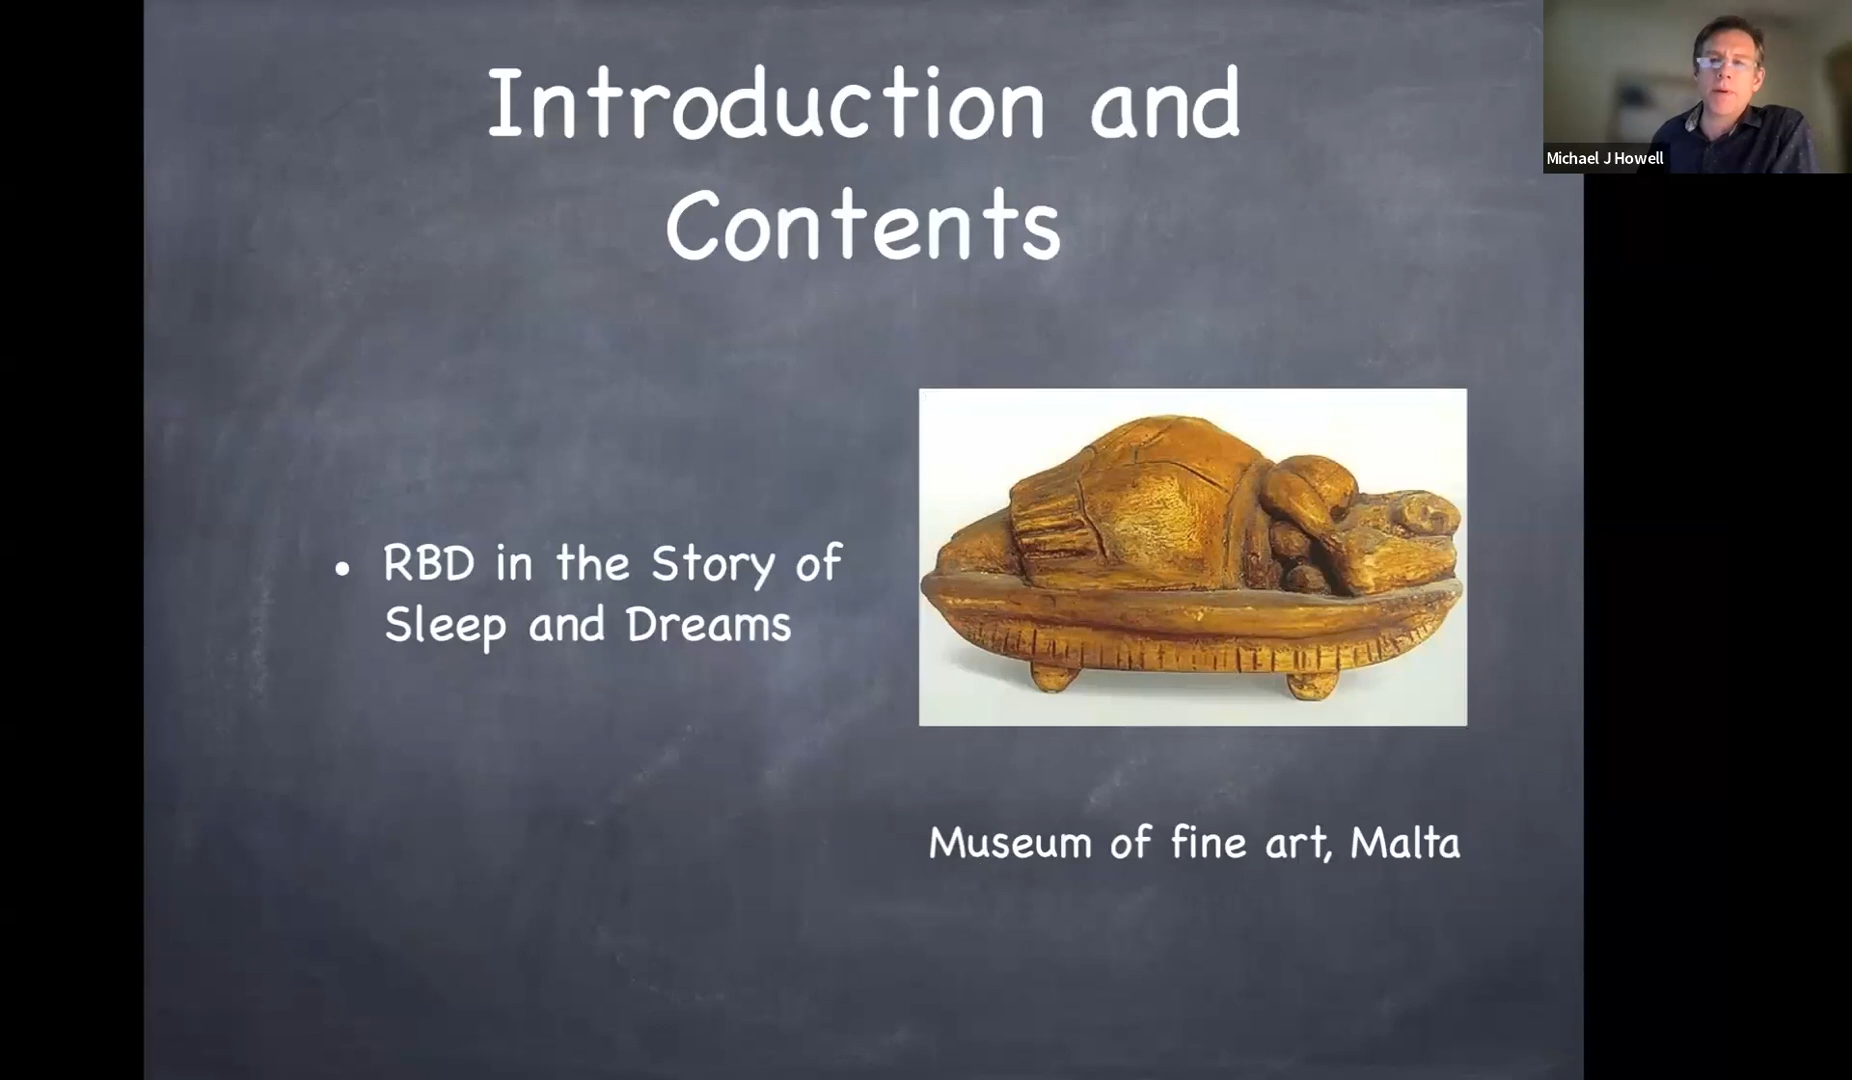 Introduction and
Contents
Michael J Howell
• RBD in the Story of
Sleep and Dreams
Museum of fine art, Malta